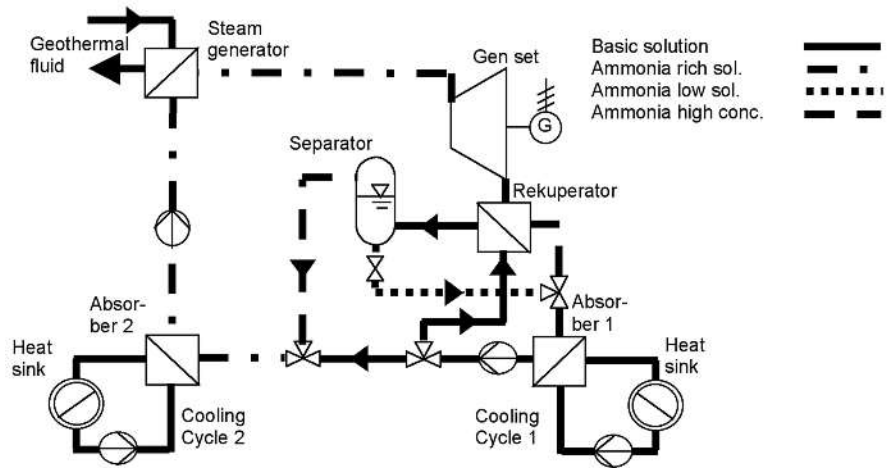 Steam
generator
Geothermal
fluid
Gen set
Basic solution
Ammonia rich sol.
Ammonia low sol.
Ammonia high conc.
G
Separator
Rekuperator
Absor-
ber 2
Absor-
ber 1
Heat
sink
Heat
sink
Cooling
Cycle 2
Cooling
Cycle 1